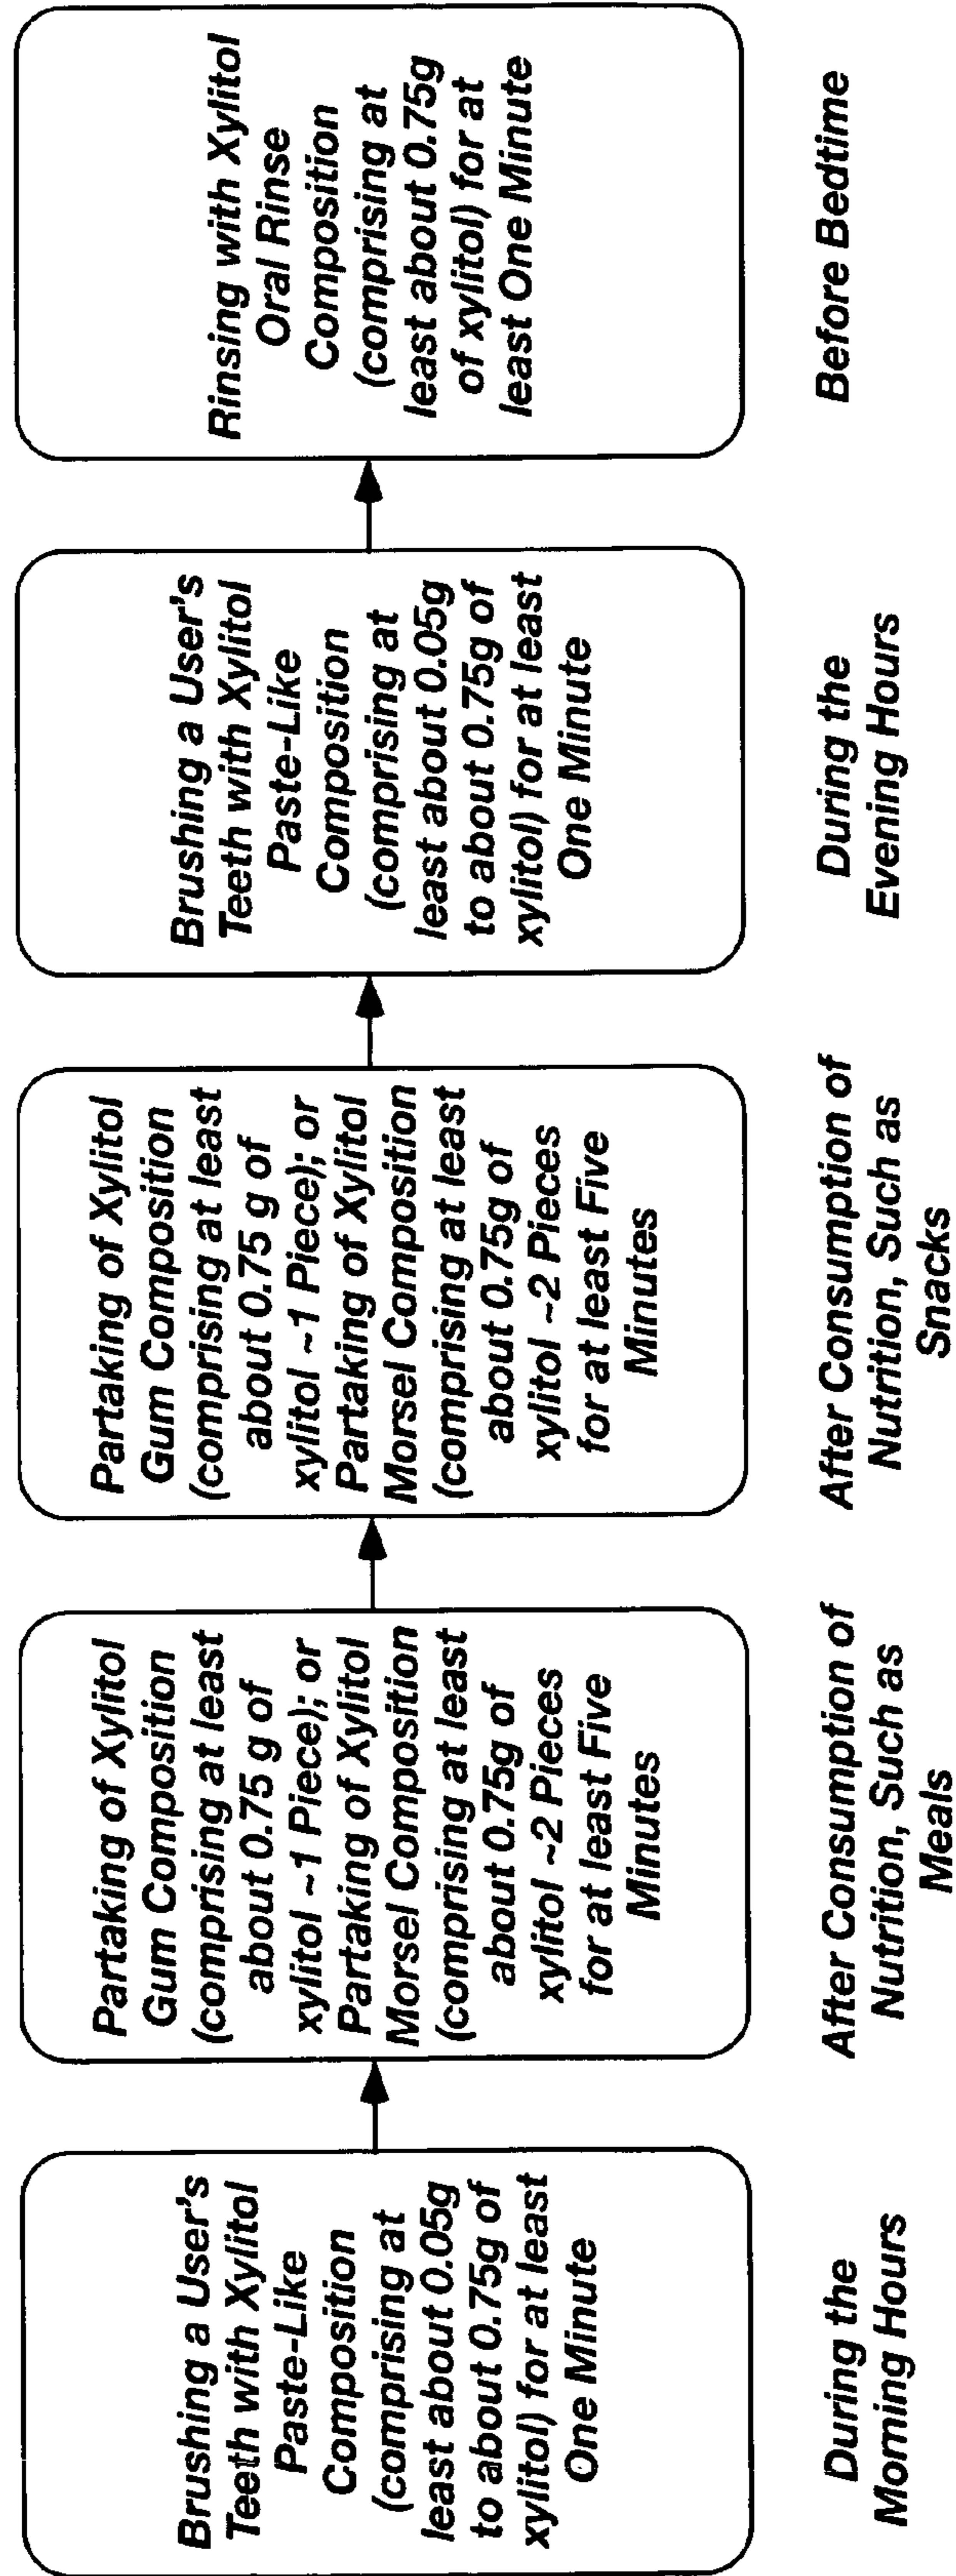 Brushing a User's
Teeth with Xylitol
Paste-Like
Composition
(comprising at
least about 0.05g
to about 0.75g of
xylitol) for at least
One Minute
During the
Morning Hours
Partaking of Xylitol
Gum Composition
(comprising at least
about 0.75 g of
xylitol ~1 Piece); or
Partaking of Xylitol
Morsel Composition
(comprising at least
about 0.75g of
xylitol ~2 Pieces
for at least Five
Minutes
After Consumption of
Nutrition, Such as
Meals
Partaking of Xylitol
Gum Composition
(comprising at least
about 0.75 g of
xylitol ~1 Piece); or
Partaking of Xylitol
Morsel Composition
(comprising at least
about 0.75g of
xylitol ~2 Pieces
for at least Five
Minutes
After Consumption of
Nutrition, Such as
Snacks
Brushing a User's
Teeth with Xylitol
Paste-Like
Composition
(comprising at
least about 0.05g
to about 0.75g of
xylitol) for at least
One Minute
During the
Evening Hours
Rinsing with Xylitol
Oral Rinse
Composition
(comprising at
least about 0.75g
of xylitol) for at
least One Minute
Before Bedtime